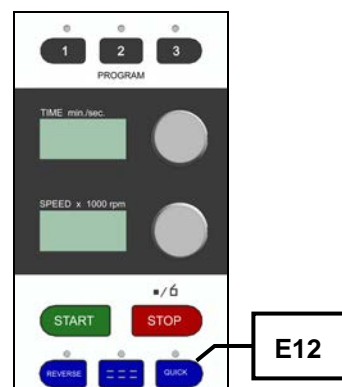 1 2 3
PROGRAM
TIME min./sec.
SPEED x 1000 rpm
START STOP
REVERSE QUICK
E12